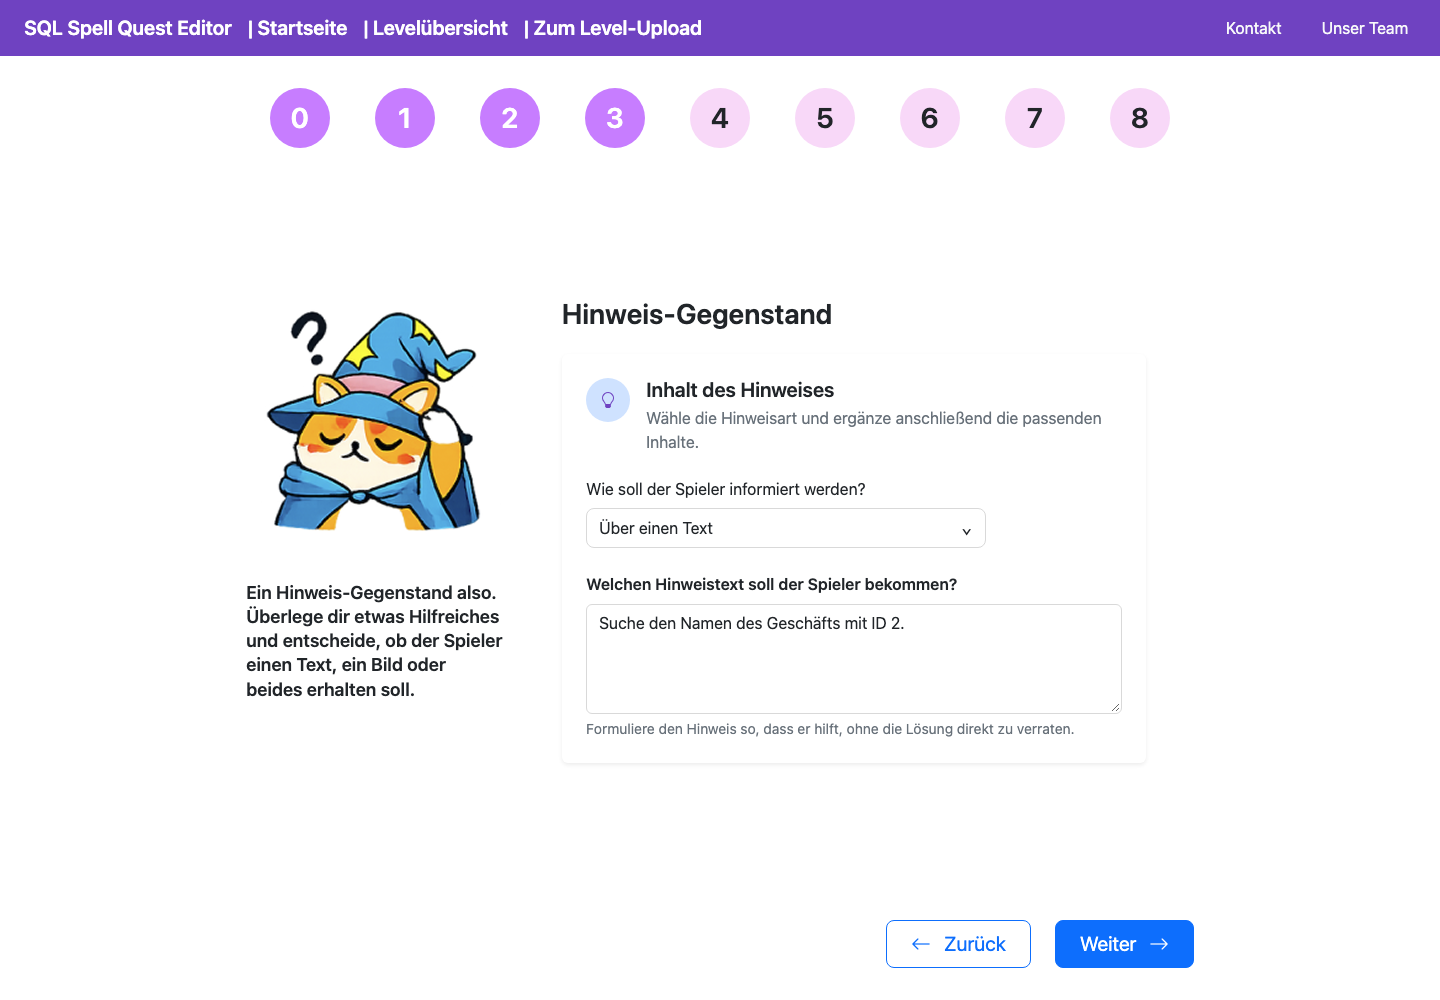 SQL Spell Quest Editor | Startseite | Levelübersicht | Zum Level-Upload Kontakt Unser Team
0 1 2 3 4 5 6 7 8
?
Hinweis-Gegenstand
Inhalt des Hinweises
Wähle die Hinweisart und ergänze anschließend die passenden
Inhalte.
Wie soll der Spieler informiert werden?
Über einen Text
Welchen Hinweistext soll der Spieler bekommen?
Suche den Namen des Geschäfts mit ID 2.
Formuliere den Hinweis so, dass er hilft, ohne die Lösung direkt zu verraten.
Ein Hinweis-Gegenstand also.
Überlege dir etwas Hilfreiches
und entscheide, ob der Spieler
einen Text, ein Bild oder
beides erhalten soll.
← Zurück
Weiter →